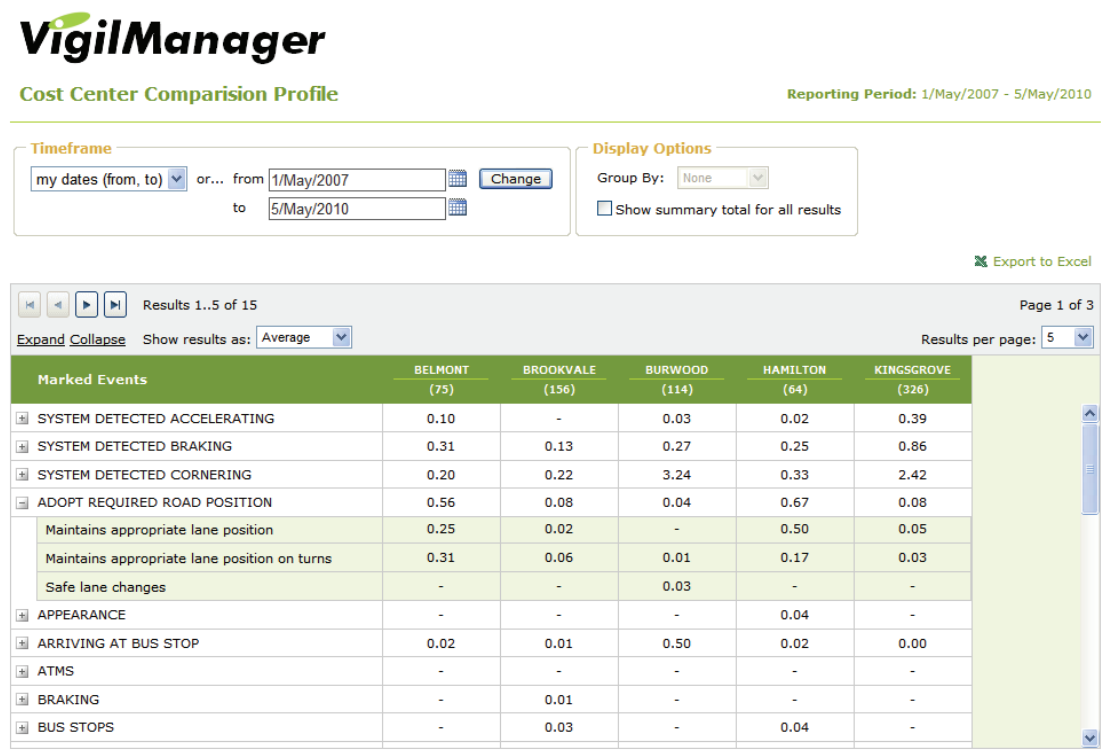 VigilManager
Cost Center Comparision Profile
Reporting Period: 1/May/2007 - 5/May/2010
Timeframe
my dates (from, to) or... from 1/May/2007 Change
to 5/May/2010
Display Options
Group By: None
Show summary total for all results
Export to Excel
Results 1..5 of 15
Page 1 of 3
Expand Collapse Show results as: Average
Results per page: 5
Marked Events BELMONT (75) BROOKVALE (156) BURWOOD (114) HAMILTON (64) KINGSGROVE (326)
SYSTEM DETECTED ACCELERATING 0.10 - 0.03 0.02 0.39
SYSTEM DETECTED BRAKING 0.31 0.13 0.27 0.25 0.86
SYSTEM DETECTED CORNERING 0.20 0.22 3.24 0.33 2.42
ADOPT REQUIRED ROAD POSITION 0.56 0.08 0.04 0.67 0.08
Maintains appropriate lane position 0.25 0.02 - 0.50 0.05
Maintains appropriate lane position on turns 0.31 0.06 0.01 0.17 0.03
Safe lane changes - - 0.03 - -
APPEARANCE - - - 0.04 -
ARRIVING AT BUS STOP 0.02 0.01 0.50 0.02 0.00
ATMS - - - - -
BRAKING - 0.01 - - -
BUS STOPS - 0.03 - 0.04 -